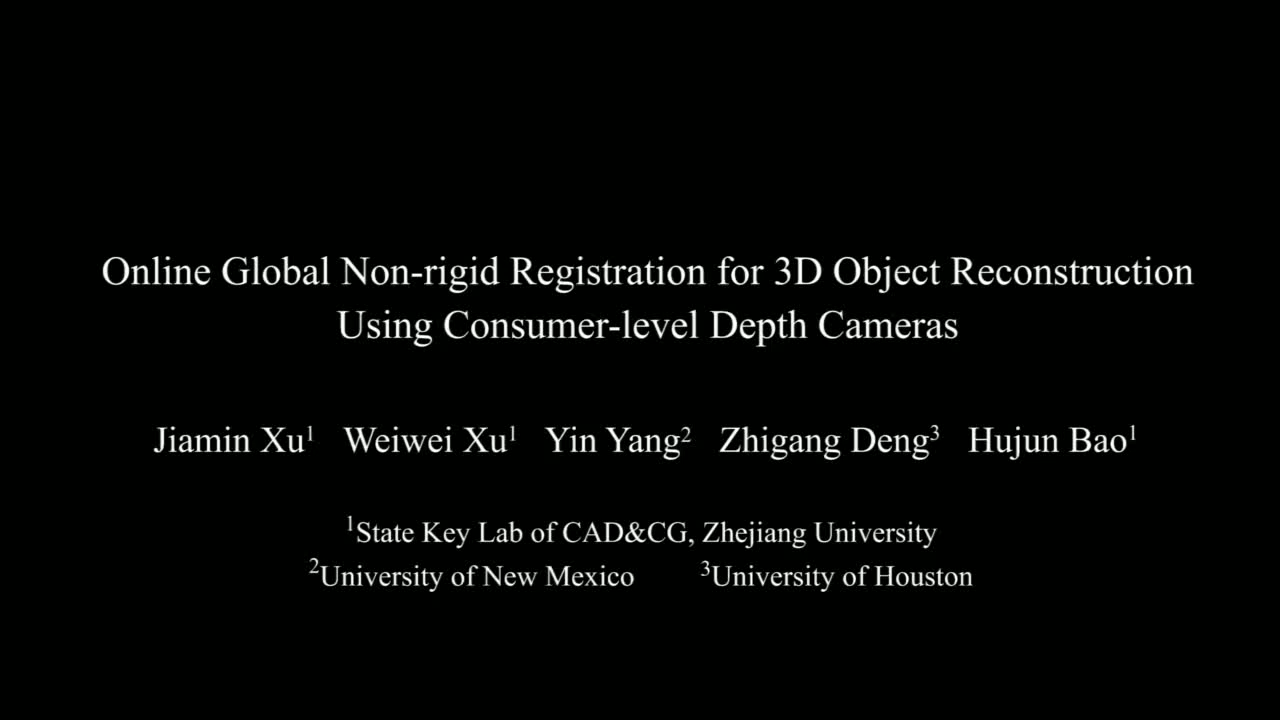 Online Global Non-rigid Registration for 3D Object Reconstruction
Using Consumer-level Depth Cameras
Jiamin Xu¹ Weiwei Xu¹ Yin Yang² Zhigang Deng³ Hujun Bao¹
¹State Key Lab of CAD&CG, Zhejiang University
²University of New Mexico ³University of Houston